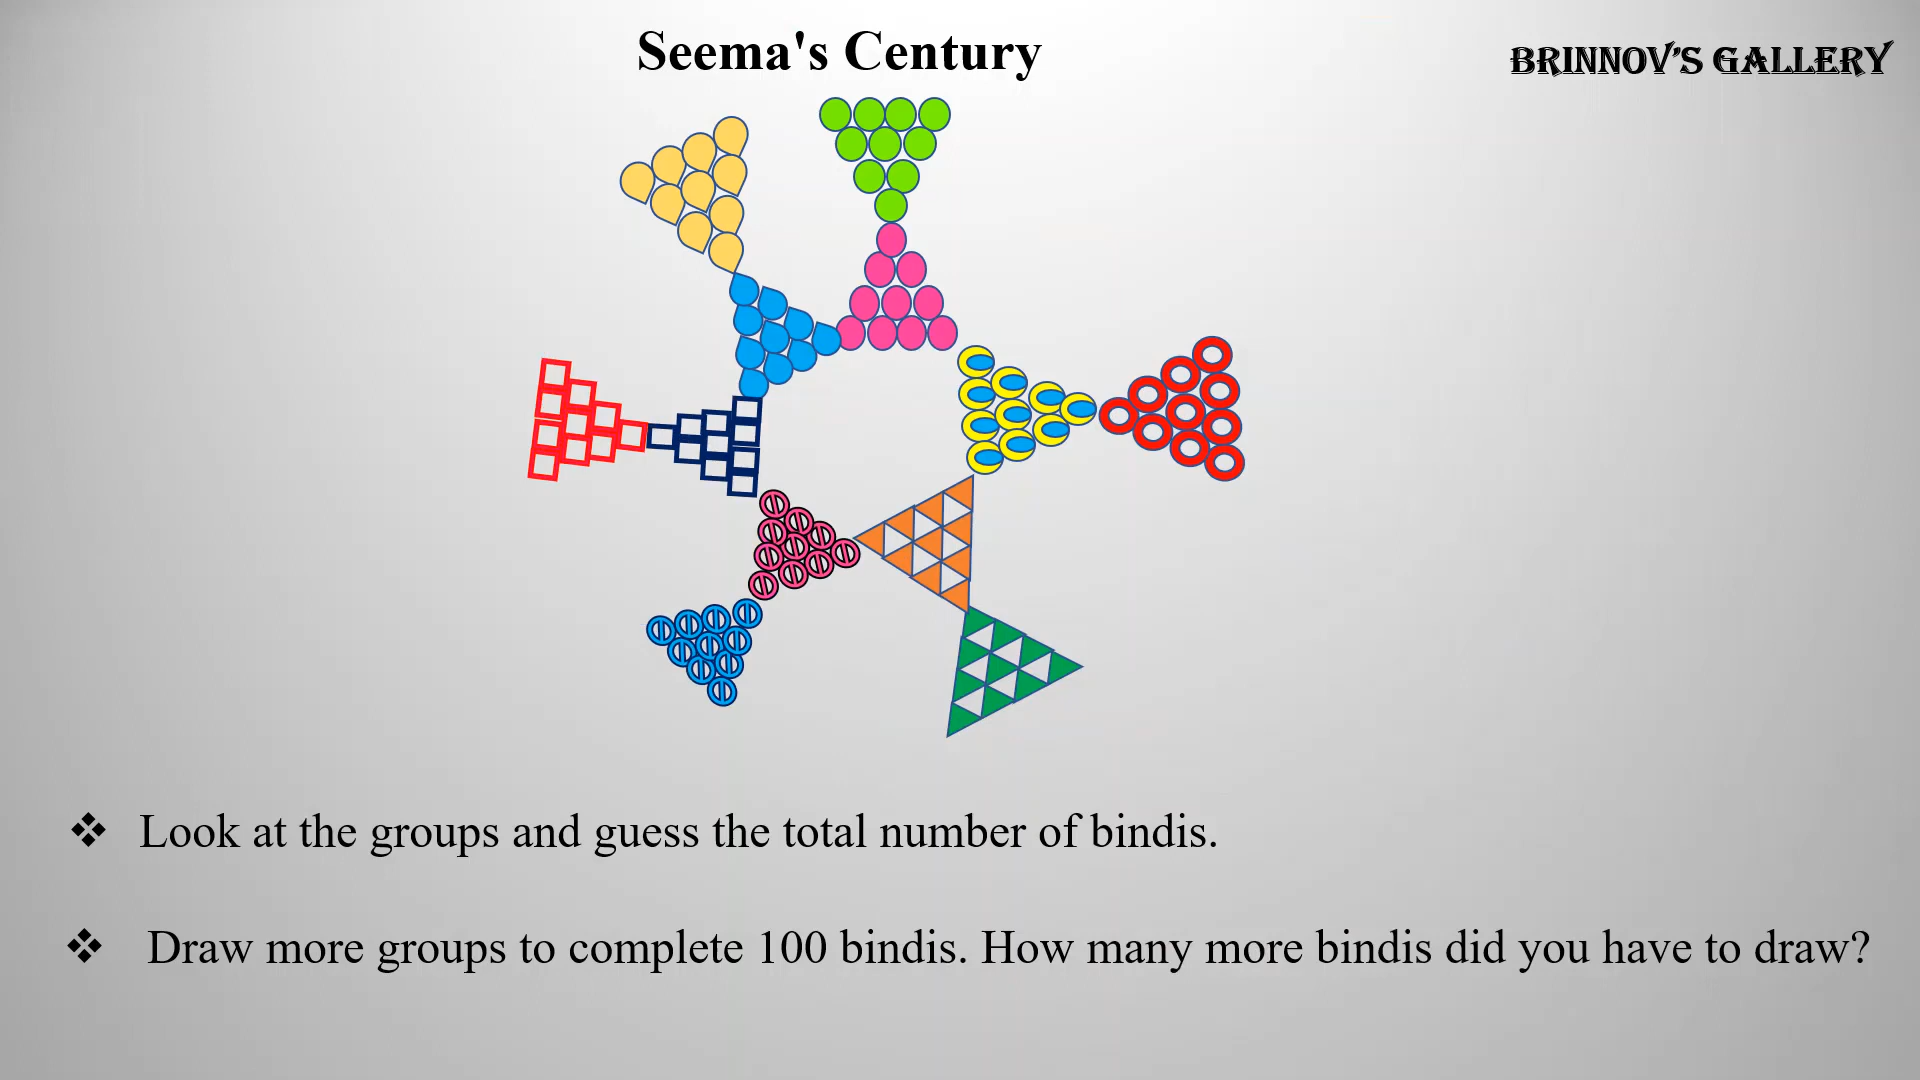 Seema's Century
BRINNOV'S GALLERY
❖ Look at the groups and guess the total number of bindis.
❖ Draw more groups to complete 100 bindis. How many more bindis did you have to draw?